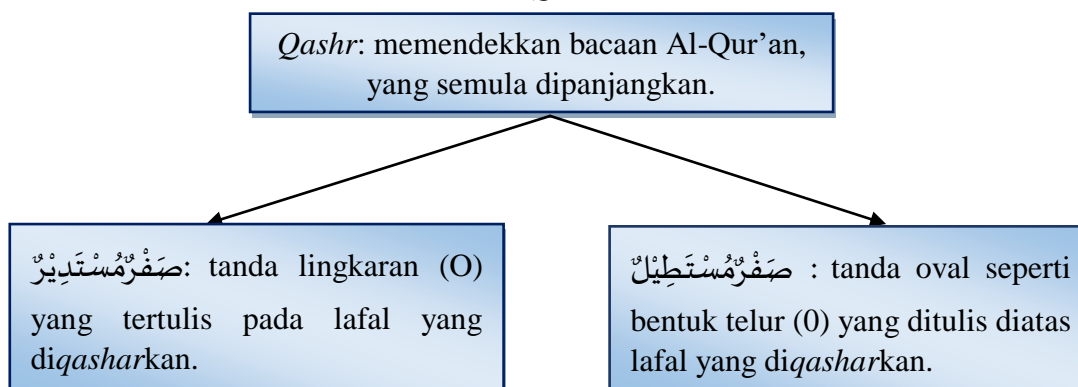 Qashr: memendekkan bacaan Al-Qur’an,
yang semula dipanjangkan.
صَفْرٌمُسْتَدِيْرٌ: tanda lingkaran (O)
yang tertulis pada lafal yang
diqasharkan.
صَفْرٌمُسْتَطِيْلٌ : tanda oval seperti
bentuk telur (0) yang ditulis diatas
lafal yang diqasharkan.